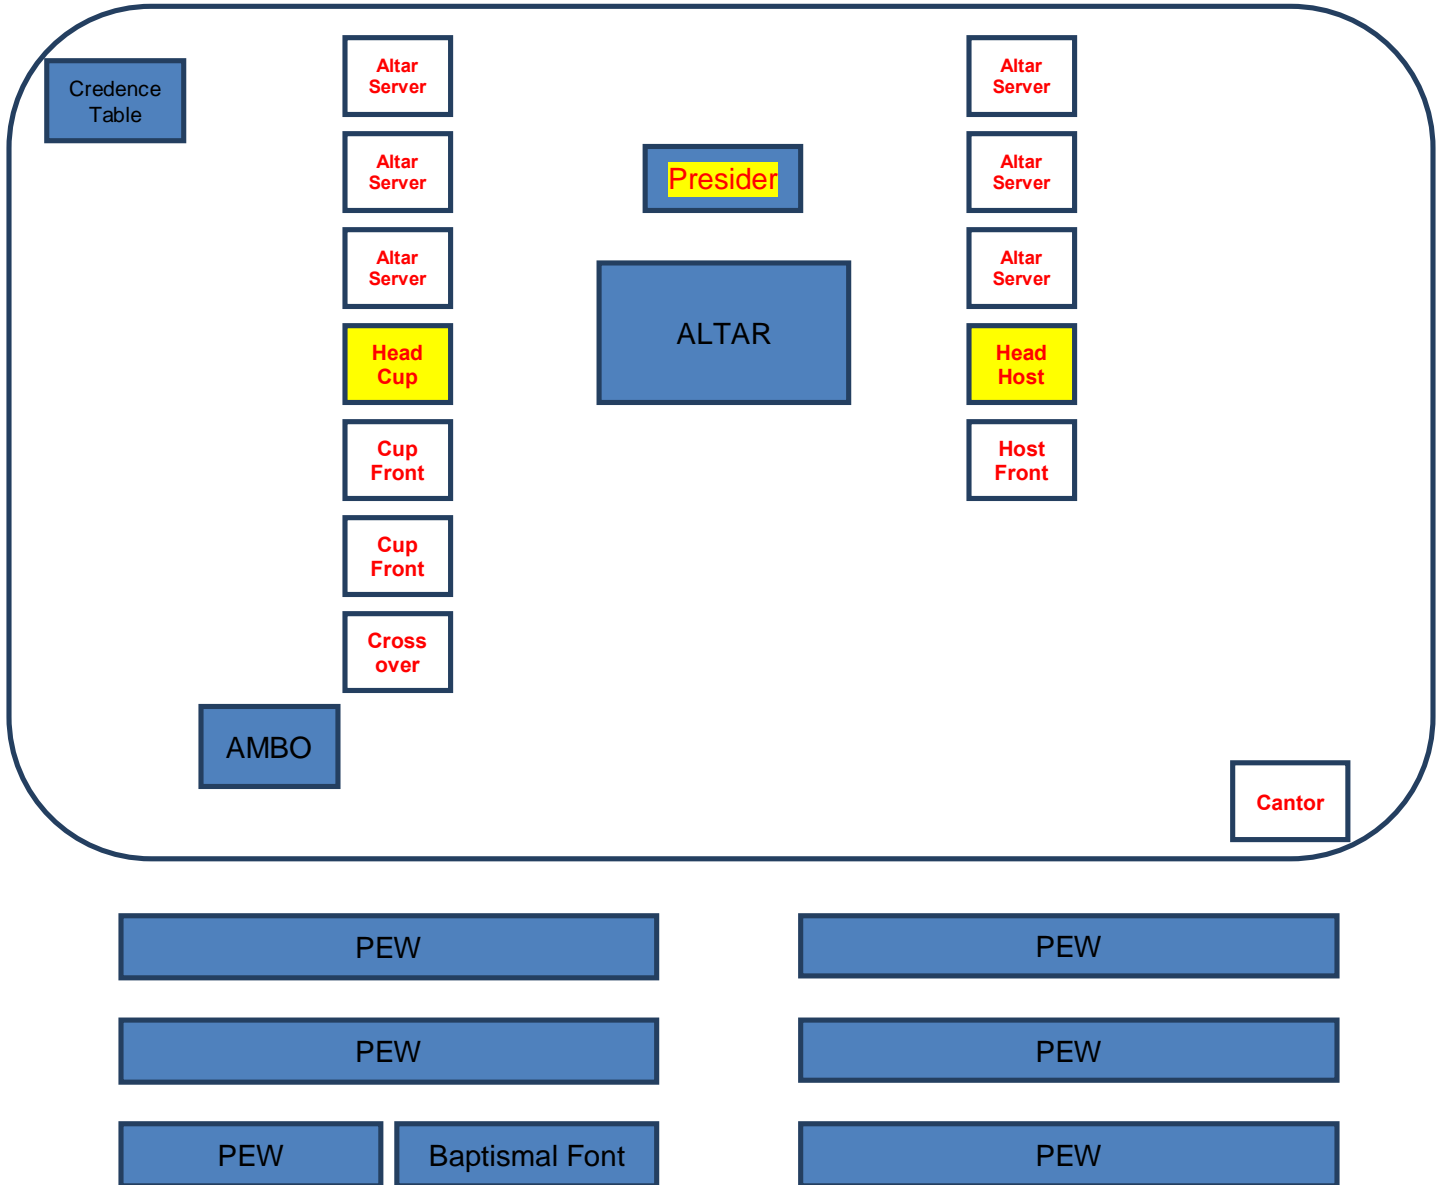 Credence
Table
Altar
Server
Altar
Server
Altar
Server
Presider
Altar
Server
Altar
Server
Altar
Server
ALTAR
Head
Cup
Head
Host
Cup
Front
Host
Front
Cup
Front
Cross
over
AMBO
Cantor
PEW
PEW
PEW
PEW
PEW
Baptismal Font
PEW